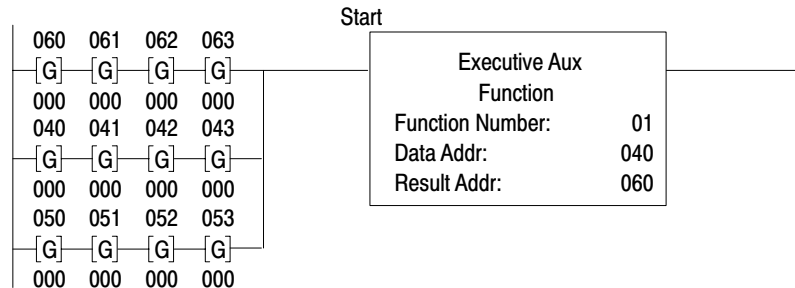 Start
060 061 062 063
[G] [G] [G] [G]
000 000 000 000
040 041 042 043
[G] [G] [G] [G]
000 000 000 000
050 051 052 053
[G] [G] [G] [G]
000 000 000 000
Executive Aux
Function
Function Number: 01
Data Addr: 040
Result Addr: 060